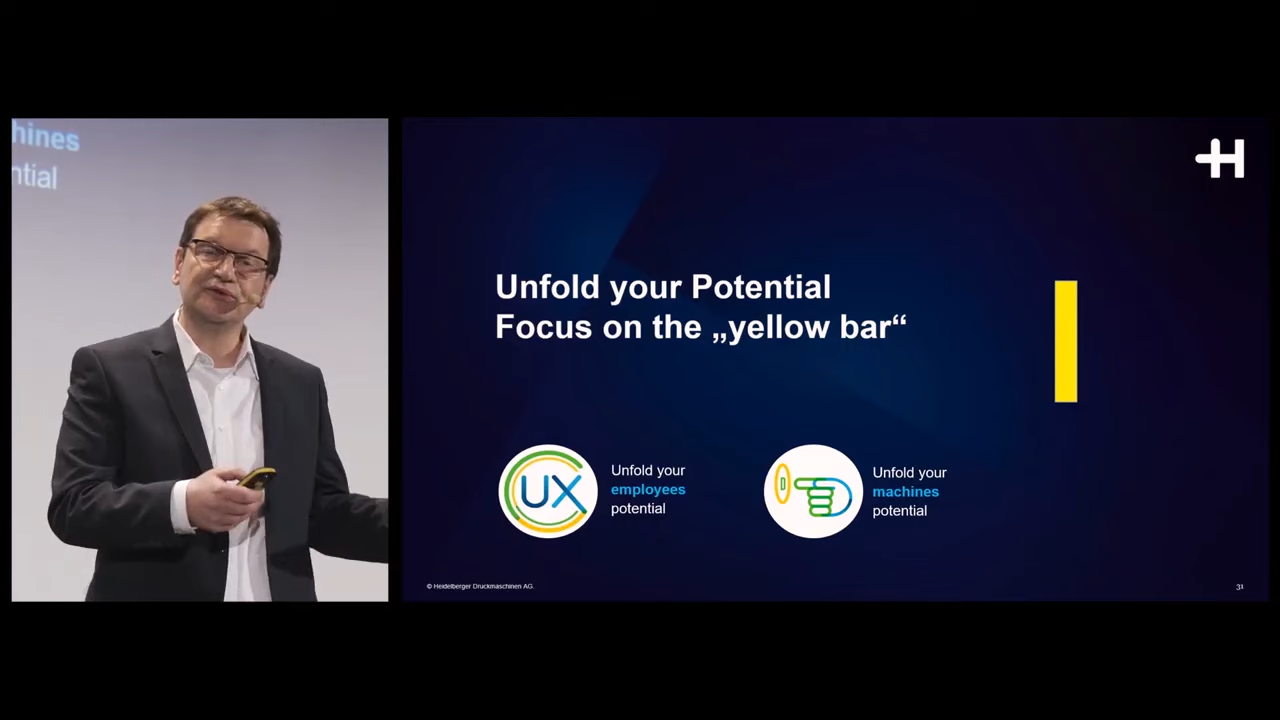 hines
ntial
Unfold your Potential
Focus on the „yellow bar“
UX
Unfold your
employees
potential
Unfold your
machines
potential
© Heidelberger Druckmaschinen AG.
31